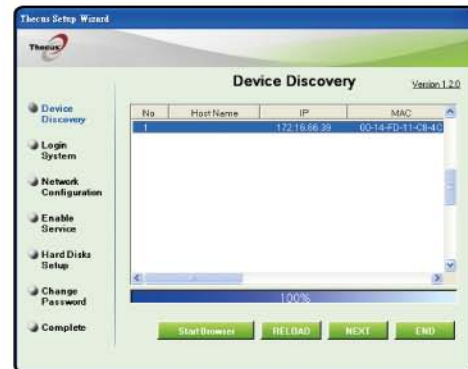 Thecus Setup Wizard
Thecus
Device Discovery
Version 1.2.0
Device Discovery
Login System
Network Configuration
Enable Service
Hard Disks Setup
Change Password
Complete
No Host Name IP MAC
1 172.16.66.39 00-14-FD-11-C8-4C
100%
Start Browser RELOAD NEXT END